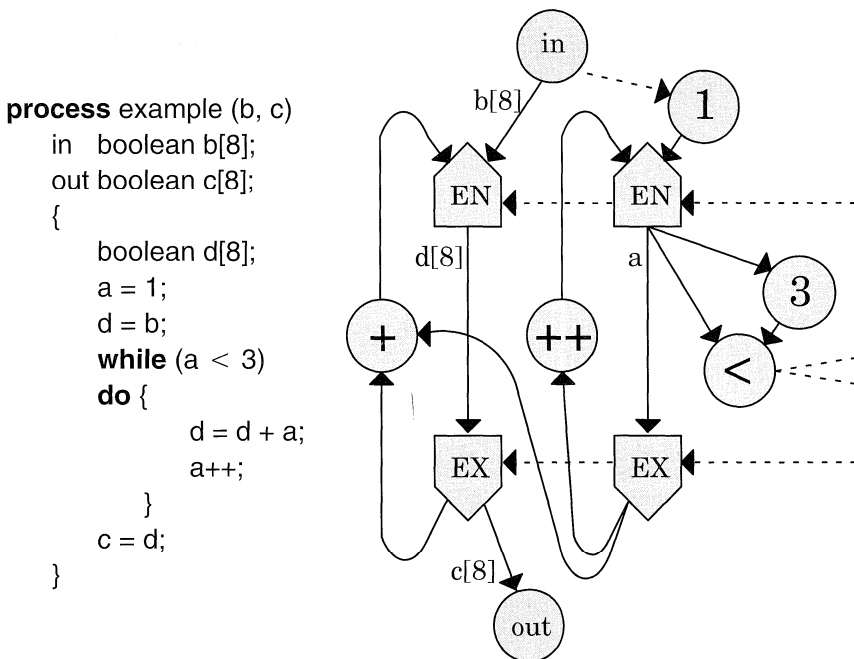 process example (b, c)
in boolean b[8];
out boolean c[8];
{
boolean d[8];
a = 1;
d = b;
while (a < 3)
do {
d = d + a;
a++;
}
c = d;
}
in
b[8]
1
EN
EN
d[8]
a
3
+
++
<
EX
EX
c[8]
out